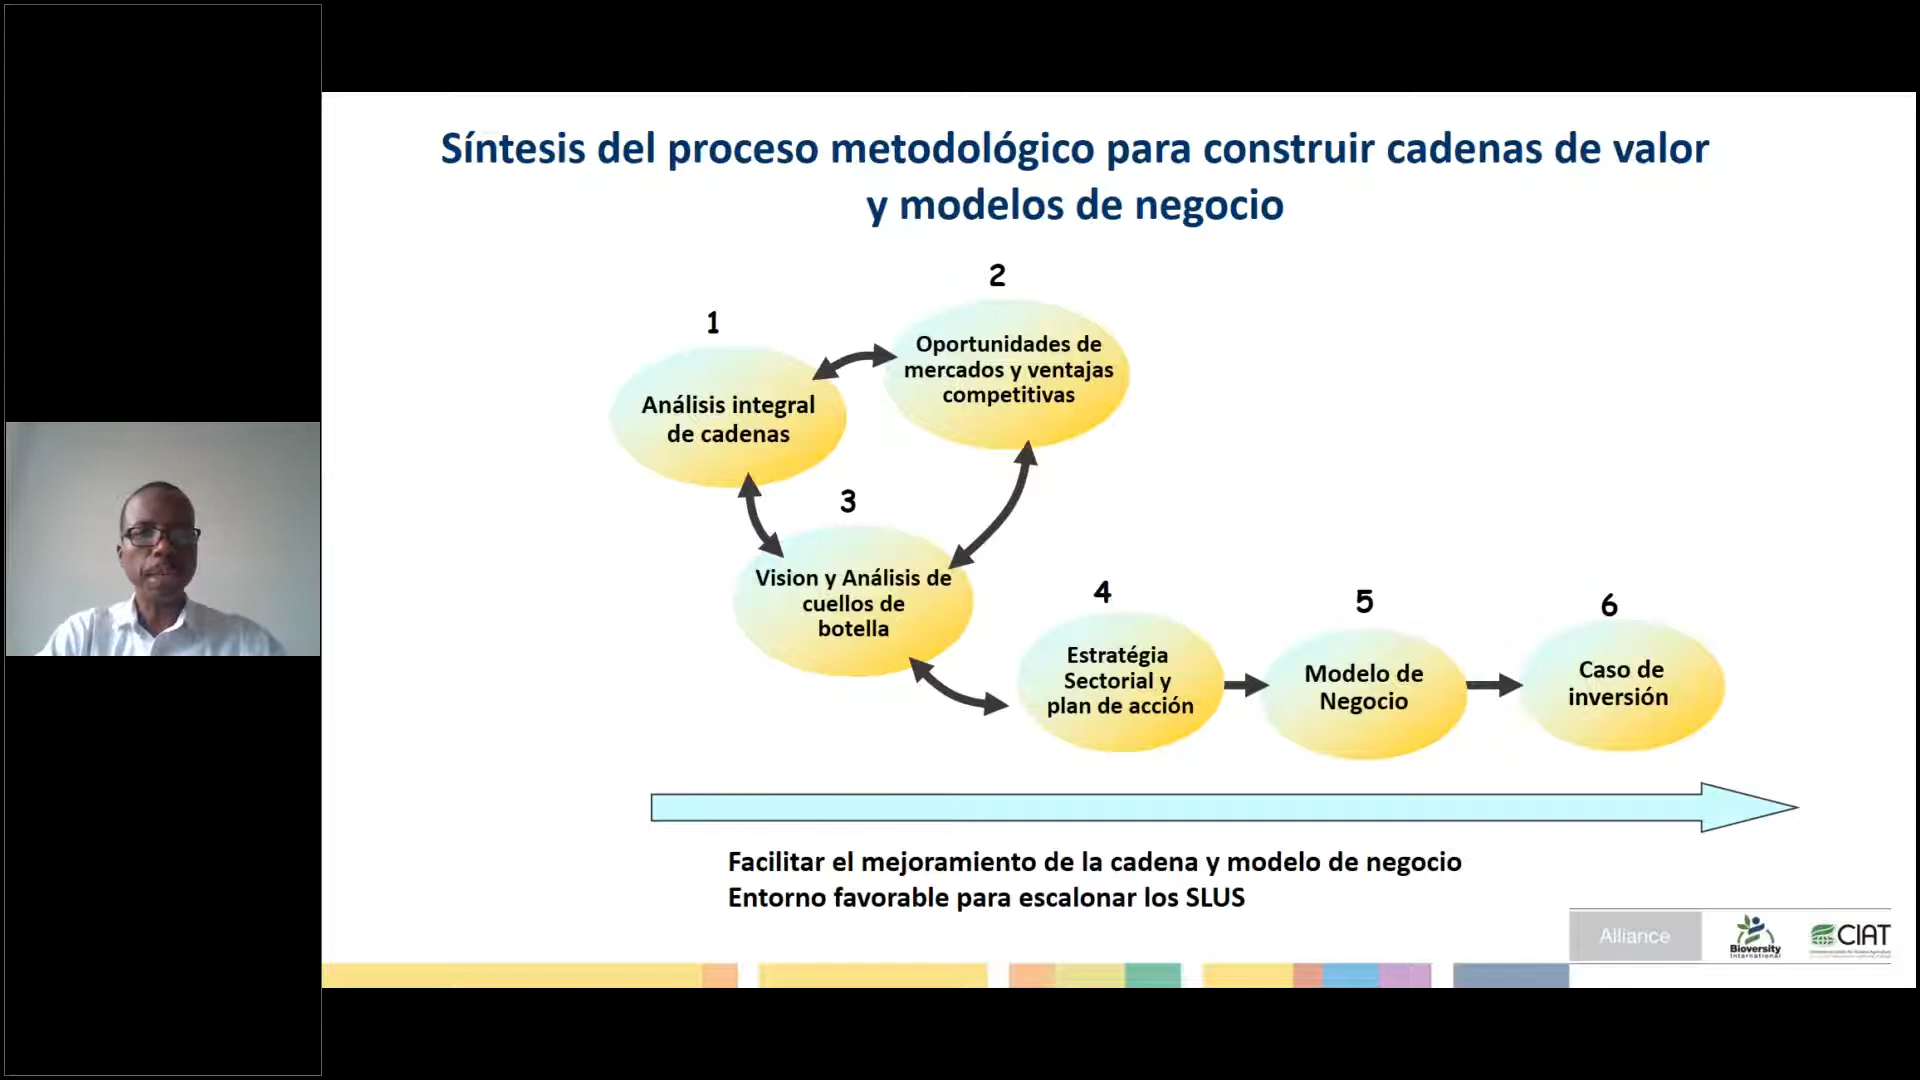 Síntesis del proceso metodológico para construir cadenas de valor
y modelos de negocio
1
Análisis integral
de cadenas
2
Oportunidades de
mercados y ventajas
competitivas
3
Vision y Análisis de
cuellos de
botella
4
Estratégia
Sectorial y
plan de acción
5
Modelo de
Negocio
6
Caso de
inversión
Facilitar el mejoramiento de la cadena y modelo de negocio
Entorno favorable para escalonar los SLUS
Alliance
Bioversity
International
CIAT